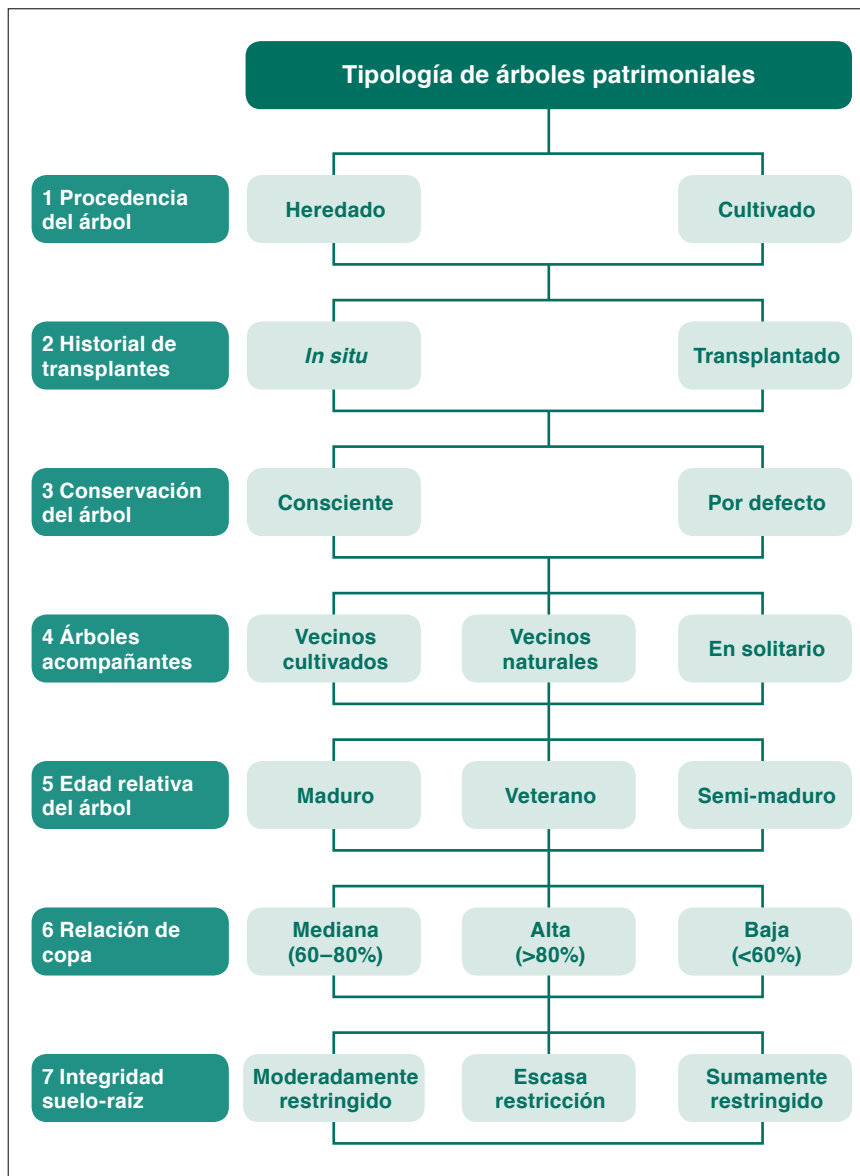 Tipología de árboles patrimoniales
1 Procedencia
del árbol
Heredado
Cultivado
2 Historial de
transplantes
In situ
Transplantado
3 Conservación
del árbol
Consciente
Por defecto
4 Árboles
acompañantes
Vecinos
cultivados
Vecinos
naturales
En solitario
5 Edad relativa
del árbol
Maduro
Veterano
Semi-maduro
6 Relación de
copa
Mediana
(60–80%)
Alta
(>80%)
Baja
(<60%)
7 Integridad
suelo-raíz
Moderadamente
restringido
Escasa
restricción
Sumamente
restringido